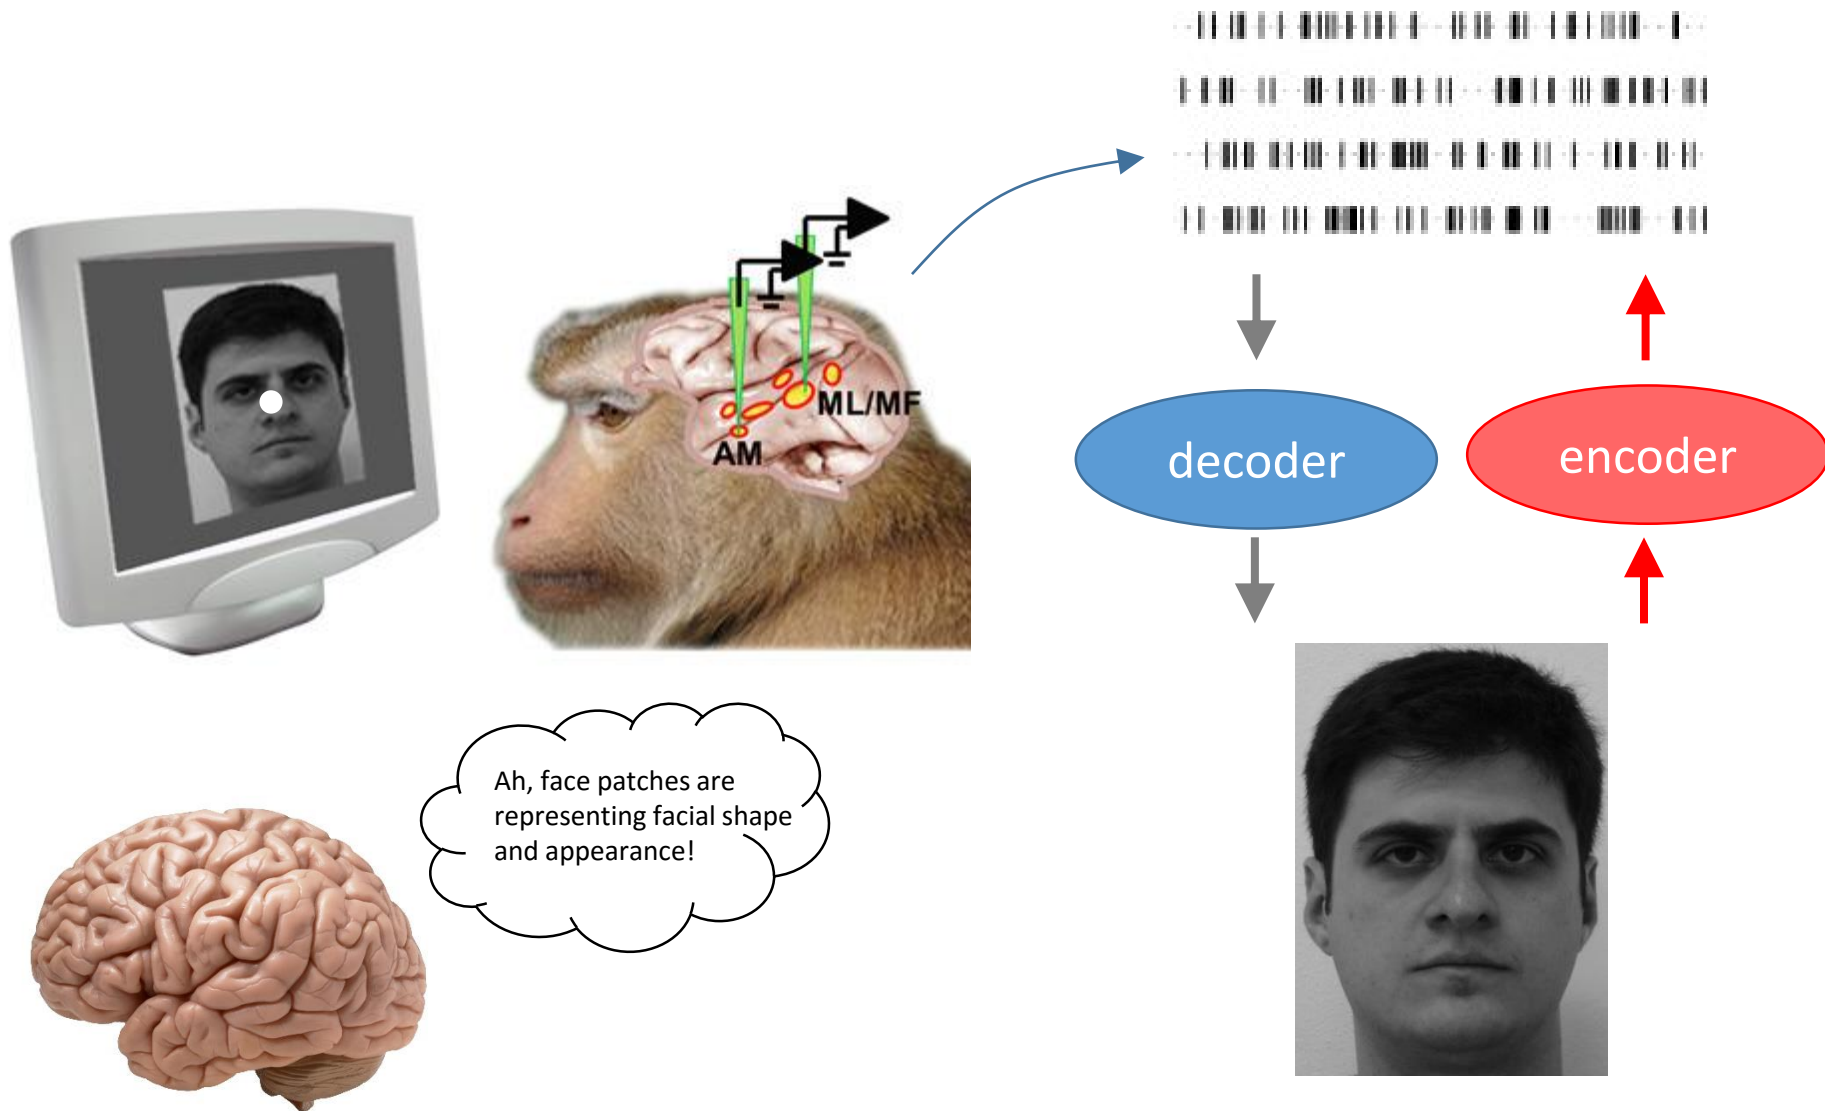 ML/MF
AM
decoder
encoder
Ah, face patches are
representing facial shape
and appearance!